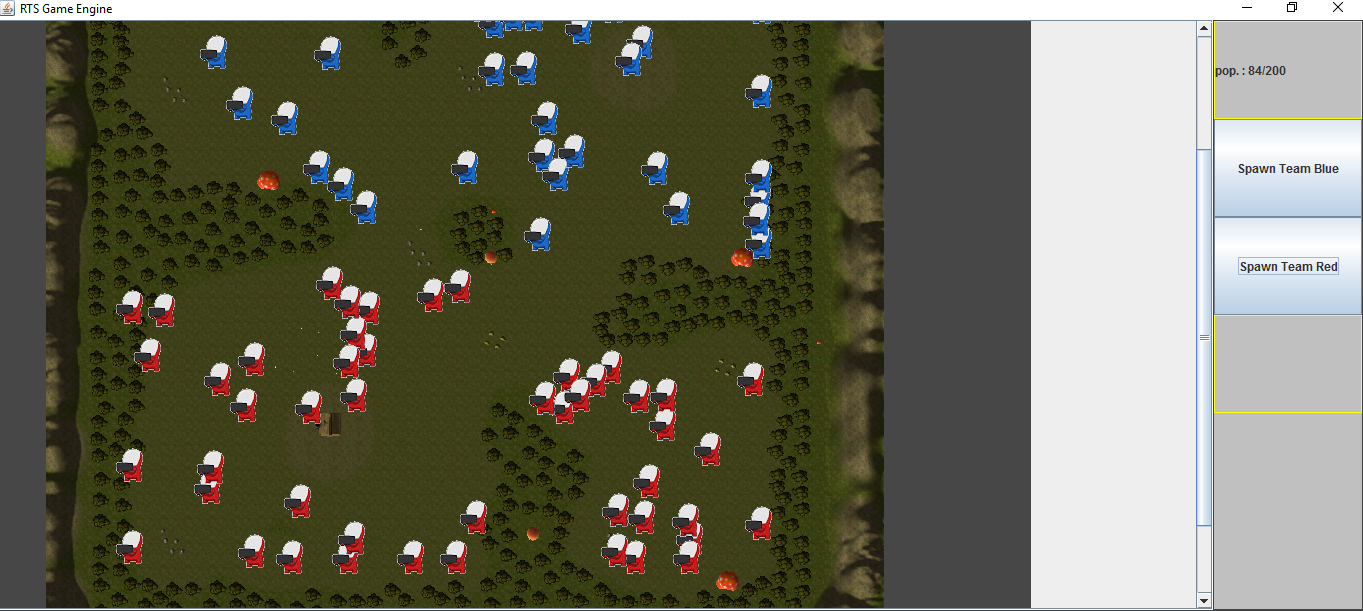 RTS Game Engine
pop. : 84/200
Spawn Team Blue
Spawn Team Red